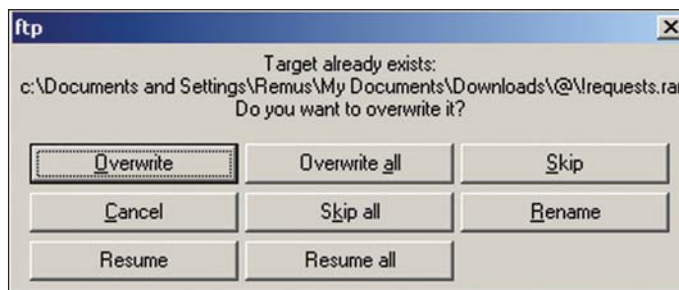 ftp
Target already exists:
c:\Documents and Settings\Remus\My Documents\Downloads\@\!requests.rar
Do you want to overwrite it?
Overwrite Overwrite all Skip
Cancel Skip all Rename
Resume Resume all